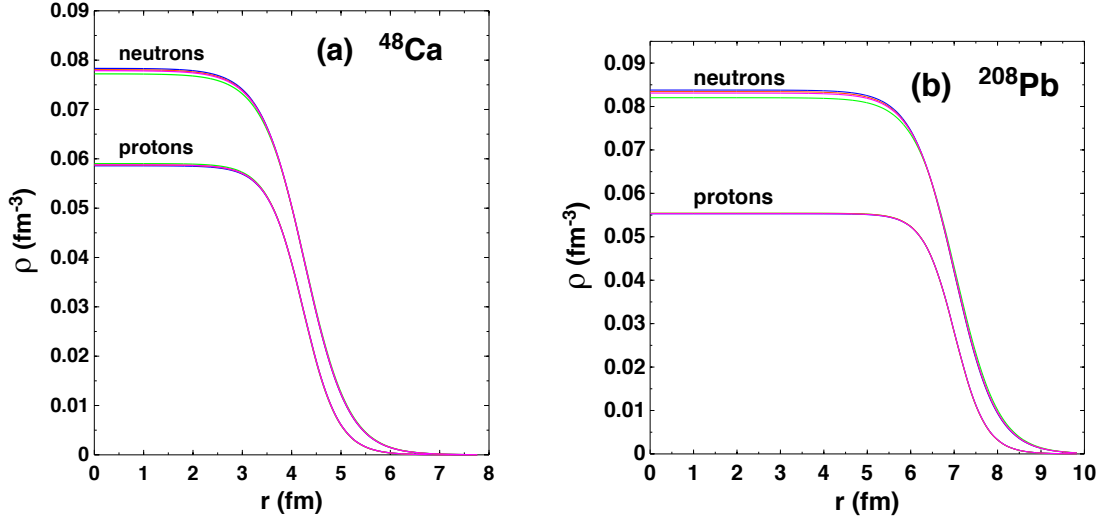 (a) ⁴⁸Ca
neutrons
protons
0.09
0.08
0.07
0.06
0.05
0.04
0.03
0.02
0.01
0
ρ (fm⁻³)
0 1 2 3 4 5 6 7 8
r (fm)
(b) ²⁰⁸Pb
neutrons
protons
0.09
0.08
0.07
0.06
0.05
0.04
0.03
0.02
0.01
0
ρ (fm⁻³)
0 1 2 3 4 5 6 7 8 9 10
r (fm)